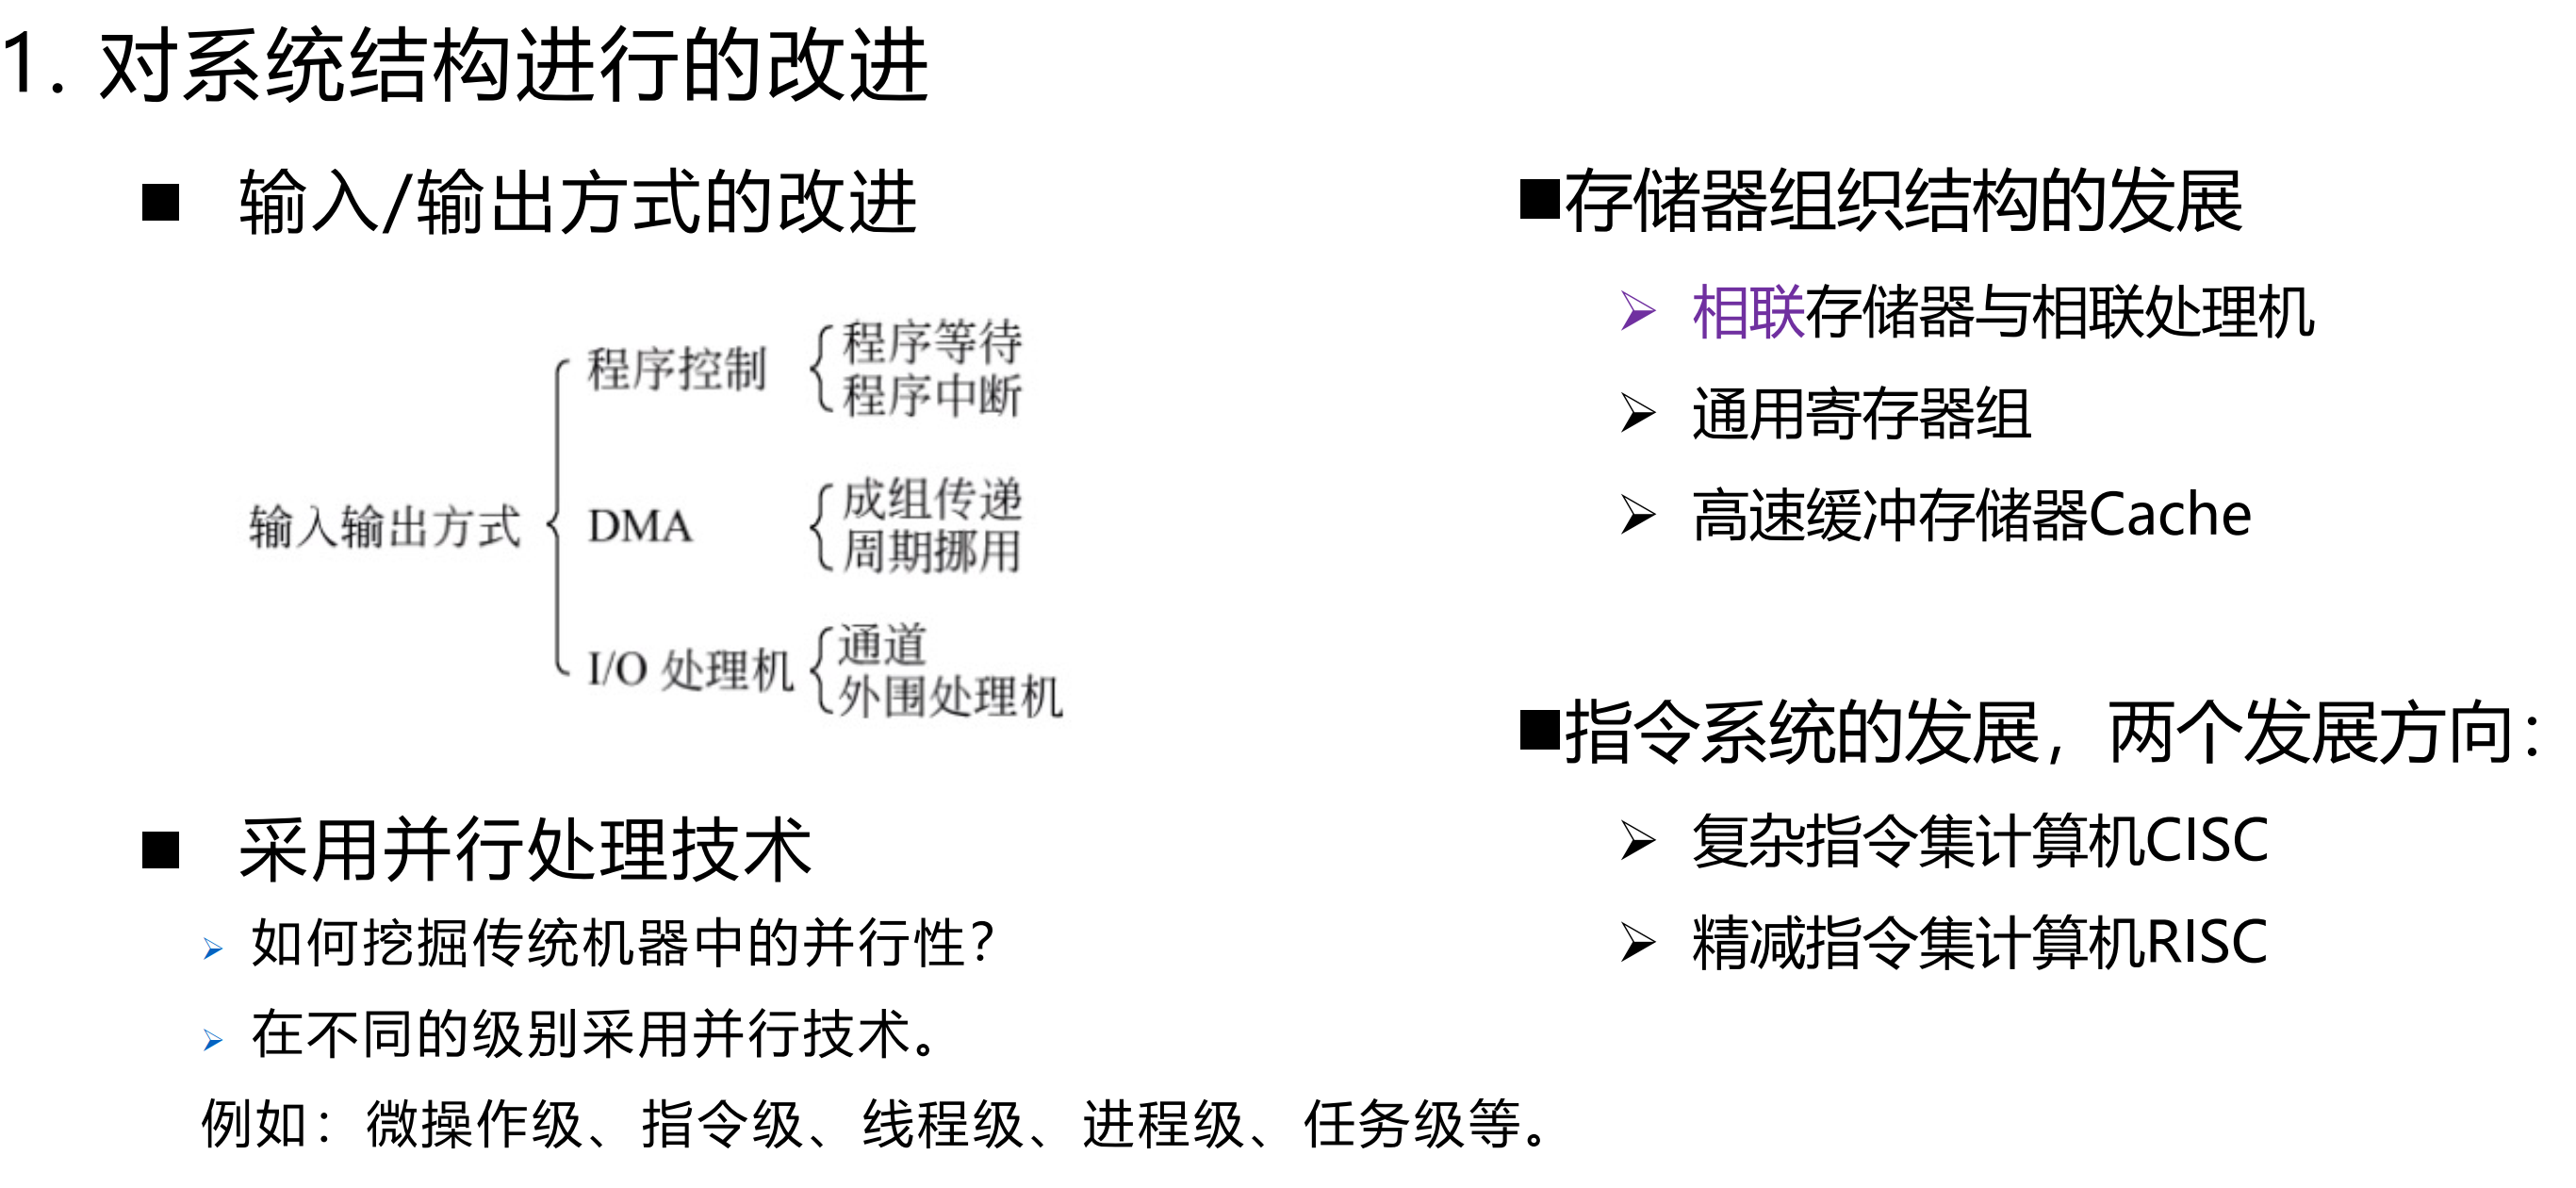 1. 对系统结构进行的改进
■ 输入/输出方式的改进
程序控制
程序等待
程序中断
输入输出方式
DMA
成组传递
周期挪用
I/O 处理机
通道
外围处理机
■ 采用并行处理技术
➢ 如何挖掘传统机器中的并行性？
➢ 在不同的级别采用并行技术。
例如：微操作级、指令级、线程级、进程级、任务级等。
■存储器组织结构的发展
➢ 相联存储器与相联处理机
➢ 通用寄存器组
➢ 高速缓冲存储器Cache
■指令系统的发展，两个发展方向：
➢ 复杂指令集计算机CISC
➢ 精减指令集计算机RISC